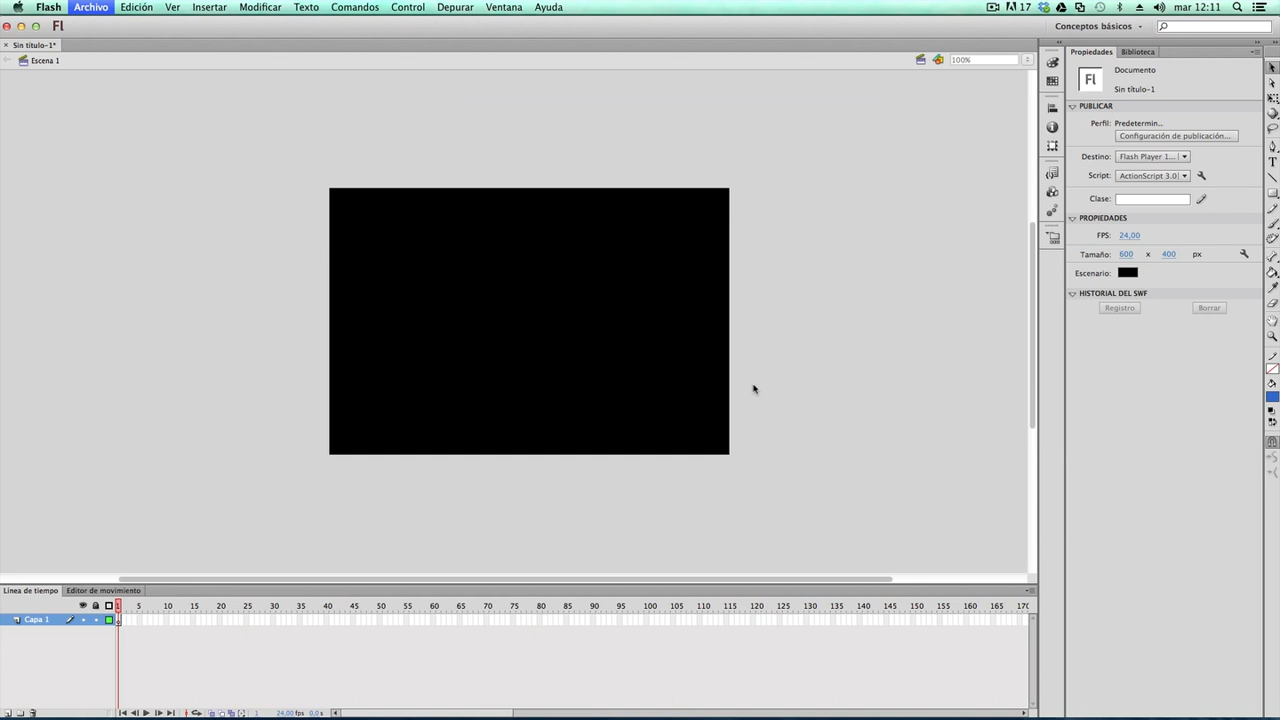 Flash Archivo Edición Ver Insertar Modificar Texto Comandos Control Depurar Ventana Ayuda 17 mar 12:11
Fl Conceptos básicos
× Sin título-1*
Escena 1 100%
Propiedades Biblioteca
Fl Documento
Sin título-1
PUBLICAR
Perfil: Predetermin...
Configuración de publicación...
Destino: Flash Player 1...
Script: ActionScript 3.0
Clase:
PROPIEDADES
FPS: 24,00
Tamaño: 600 x 400 px
Escenario:
HISTORIAL DEL SWF
Registro Borrar
Línea de tiempo Editor de movimiento
1 5 10 15 20 25 30 35 40 45 50 55 60 65 70 75 80 85 90 95 100 105 110 115 120 125 130 135 140 145 150 155 160 165 170
Capa 1
1 24,00 fps 0,0 s